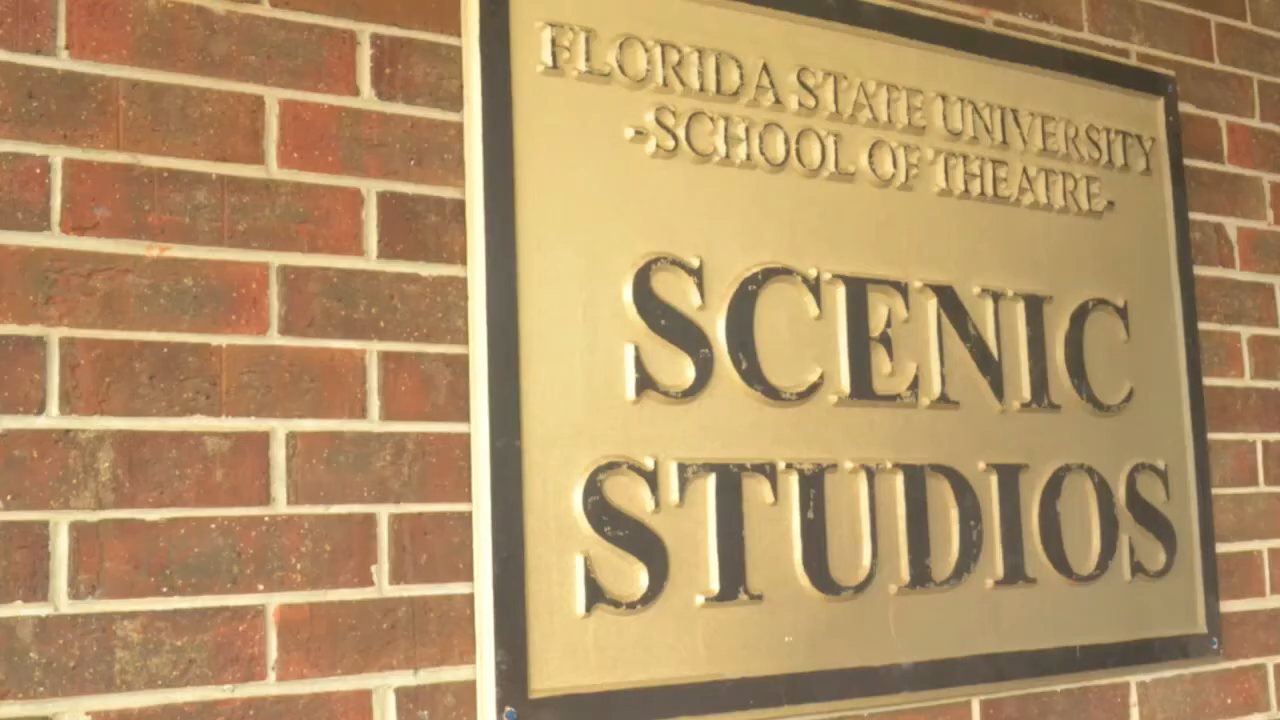 FLORIDA STATE UNIVERSITY
-SCHOOL OF THEATRE-
SCENIC
STUDIOS